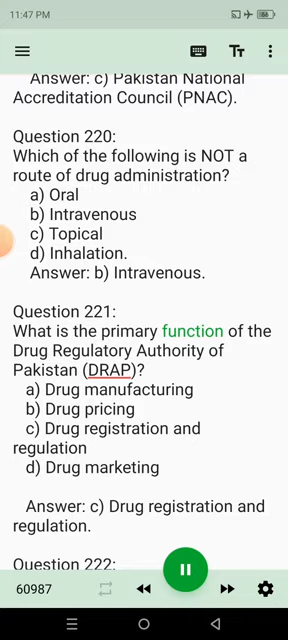 11:47 PM
Answer: c) Pakistan National
Accreditation Council (PNAC).
Question 220:
Which of the following is NOT a
route of drug administration?
a) Oral
b) Intravenous
c) Topical
d) Inhalation.
Answer: b) Intravenous.
Question 221:
What is the primary function of the
Drug Regulatory Authority of
Pakistan (DRAP)?
a) Drug manufacturing
b) Drug pricing
c) Drug registration and
regulation
d) Drug marketing
Answer: c) Drug registration and
regulation.
Question 222:
60987